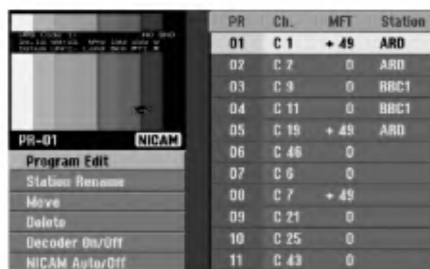 PR-01 NICAM
Program Edit
Station Rename
Move
Delete
Decoder On/Off
NICAM Auto/Off
PR Ch. MFT Station
01 C 1 + 49 ARD
02 C 2 0 ARD
03 C 9 0 BBC1
04 C 11 0 BBC1
05 C 19 + 49 ARD
06 C 46 0
07 C 6 0
08 C 7 + 49
09 C 21 0
10 C 25 0
11 C 43 0